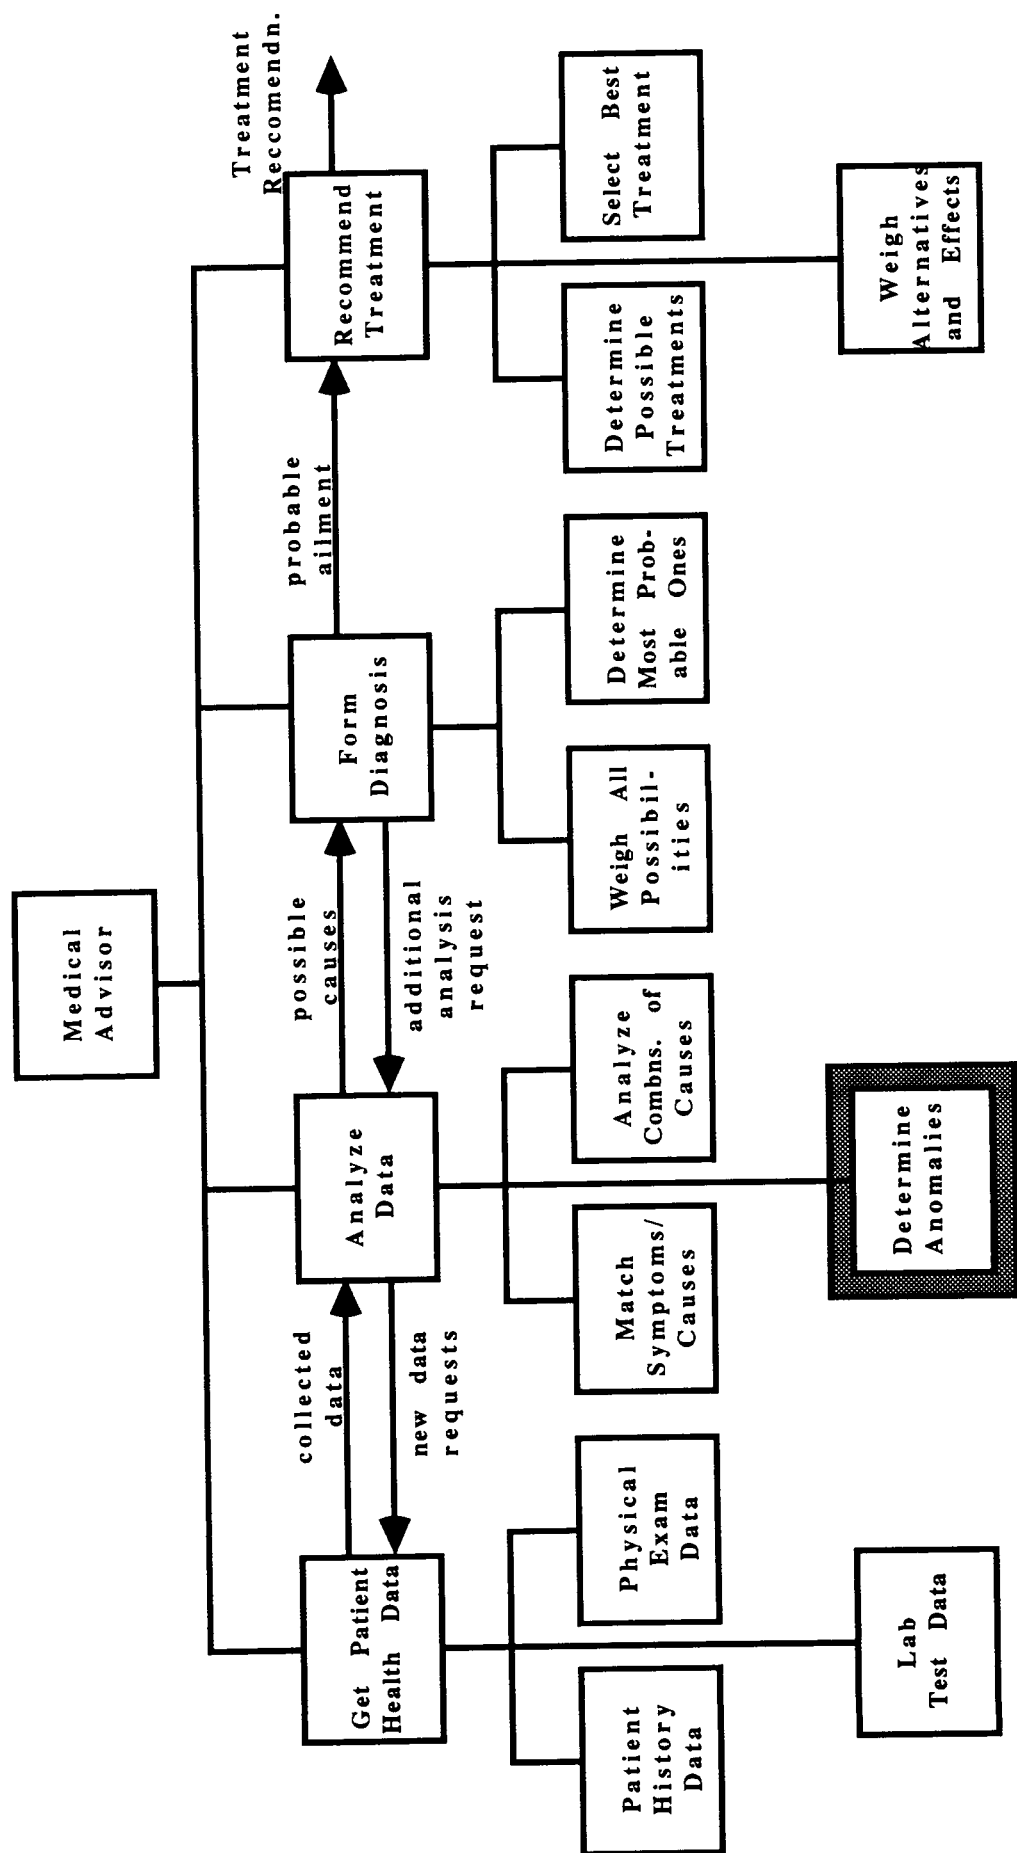 Medical
Advisor
Get Patient
Health Data
collected
data
new data
requests
Analyze
Data
possible
causes
additional
analysis
request
Form
Diagnosis
probable
ailment
Recommend
Treatment
Treatment
Reccomendn.
Patient
History
Data
Physical
Exam
Data
Match
Symptoms/
Causes
Analyze
Combns. of
Causes
Weigh All
Possibil-
ities
Determine
Most Prob-
able Ones
Determine
Possible
Treatments
Select Best
Treatment
Lab
Test Data
Determine
Anomalies
Weigh
Alternatives
and Effects